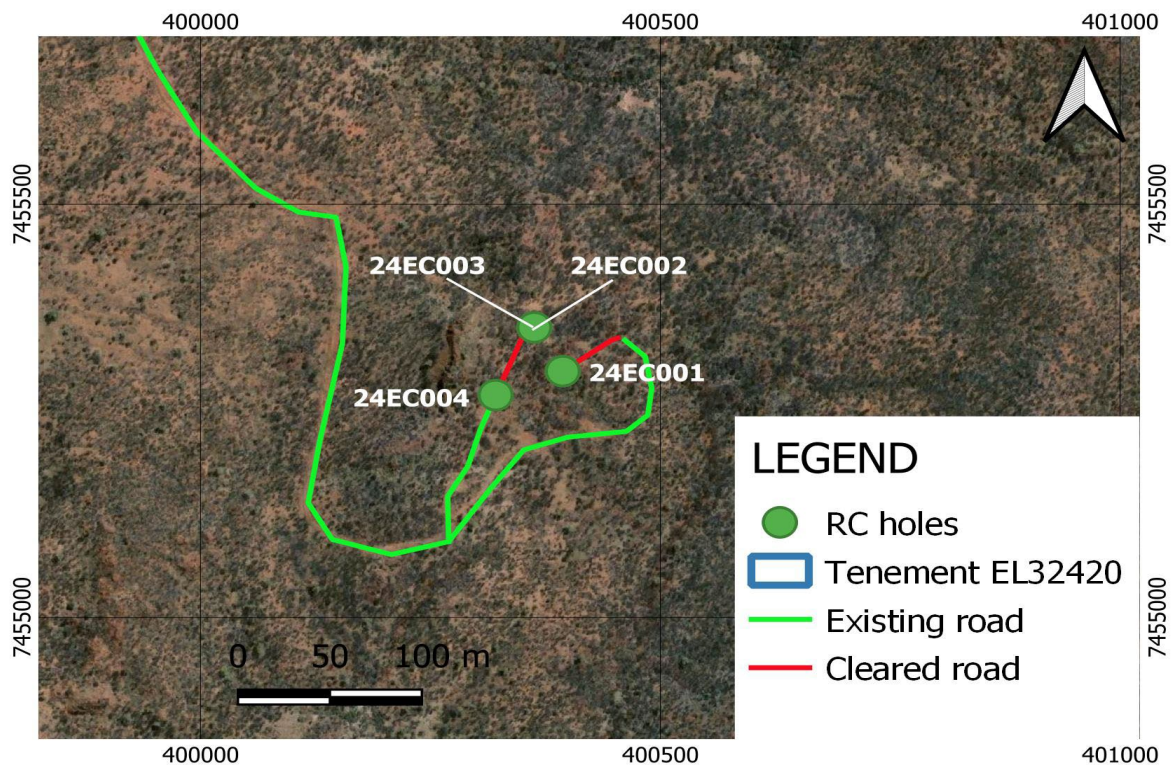 400000 400500 401000
7455500 7455500
24EC003 24EC002
24EC001
24EC004
LEGEND
RC holes
Tenement EL32420
Existing road
Cleared road
7455000 7455000
0 50 100 m
400000 400500 401000